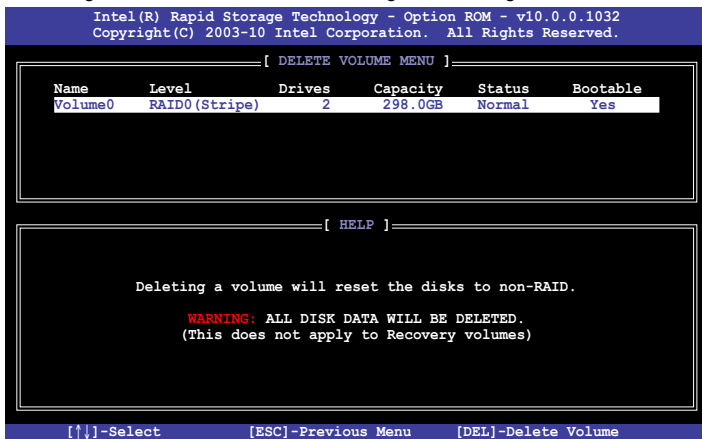 Intel(R) Rapid Storage Technology - Option ROM - v10.0.0.1032
Copyright(C) 2003-10 Intel Corporation. All Rights Reserved.
[ DELETE VOLUME MENU ]
Name Level Drives Capacity Status Bootable
Volume0 RAID0(Stripe) 2 298.0GB Normal Yes
[ HELP ]
Deleting a volume will reset the disks to non-RAID.
WARNING: ALL DISK DATA WILL BE DELETED.
(This does not apply to Recovery volumes)
[↑↓]-Select [ESC]-Previous Menu [DEL]-Delete Volume